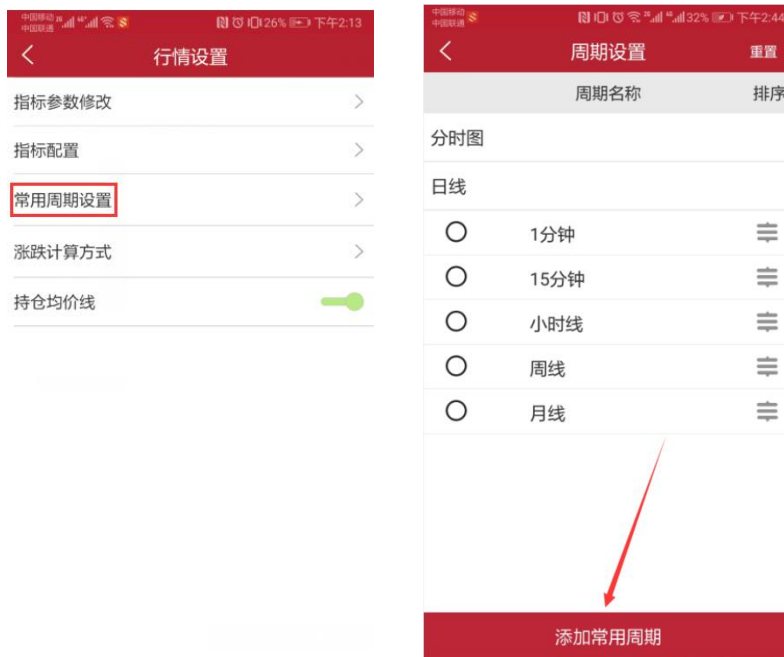 中国移动
中国联通
26% 下午2:13
行情设置
指标参数修改
指标配置
常用周期设置
涨跌计算方式
持仓均价线
中国移动
中国联通
32% 下午2:44
周期设置
重置
周期名称
排序
分时图
日线
1分钟
15分钟
小时线
周线
月线
添加常用周期